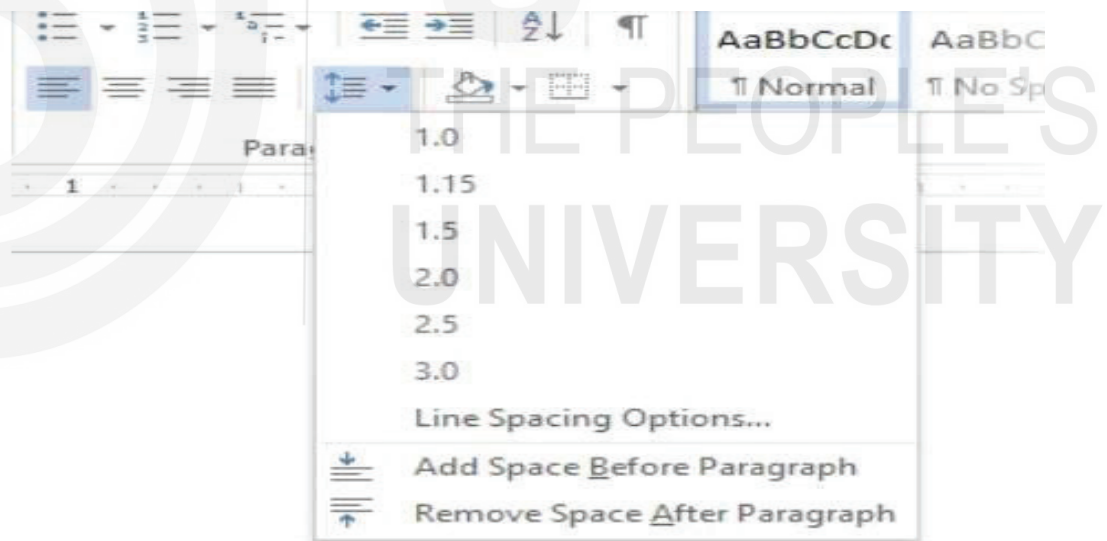 AaBbCcDc AaBbC
¶ Normal ¶ No Sp
Para
1
1.0
1.15
1.5
2.0
2.5
3.0
Line Spacing Options...
Add Space Before Paragraph
Remove Space After Paragraph
THE PEOPLE'S
UNIVERSITY